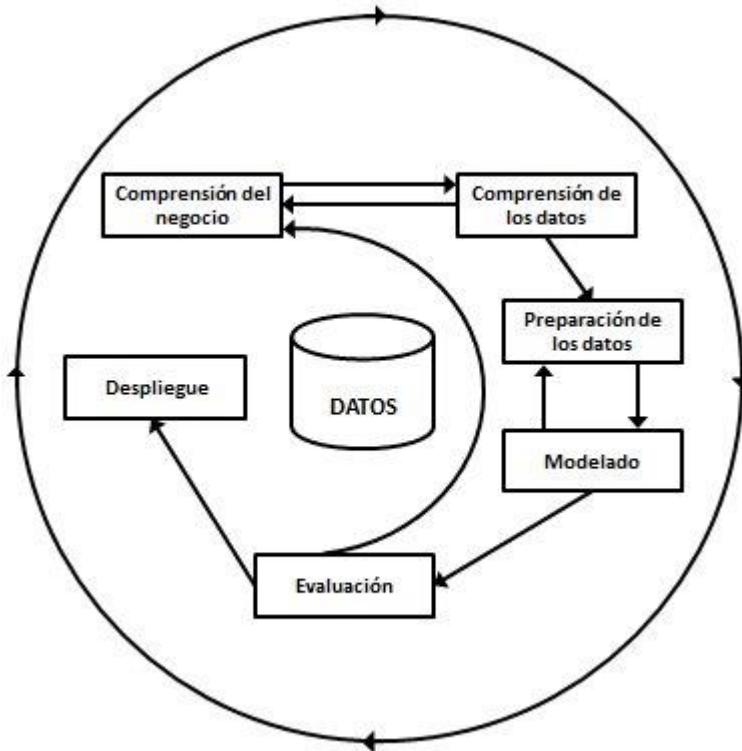 Comprensión del
negocio
Comprensión de
los datos
Preparación de
los datos
Despliegue
DATOS
Modelado
Evaluación